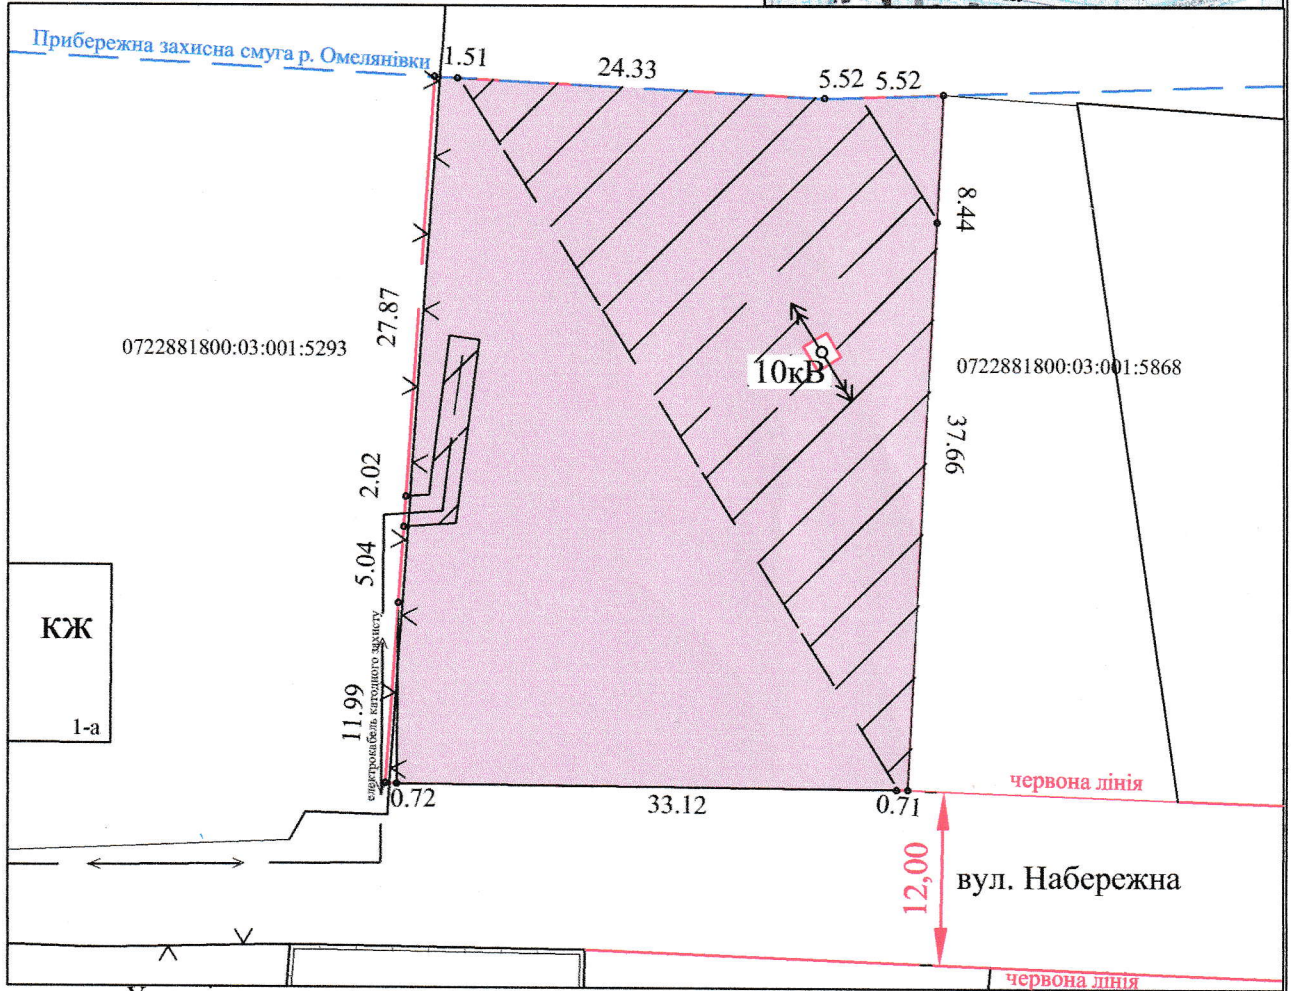 Прибережна захисна смуга р. Омелянівки
1.51
24.33
5.52
5.52
8.44
27.87
0722881800:03:001:5293
10кВ
0722881800:03:001:5868
37.66
2.02
5.04
КЖ
1-а
11.99
електрокабель катодного захисту
0.72
33.12
0.71
червона лінія
12,00
вул. Набережна
червона лінія